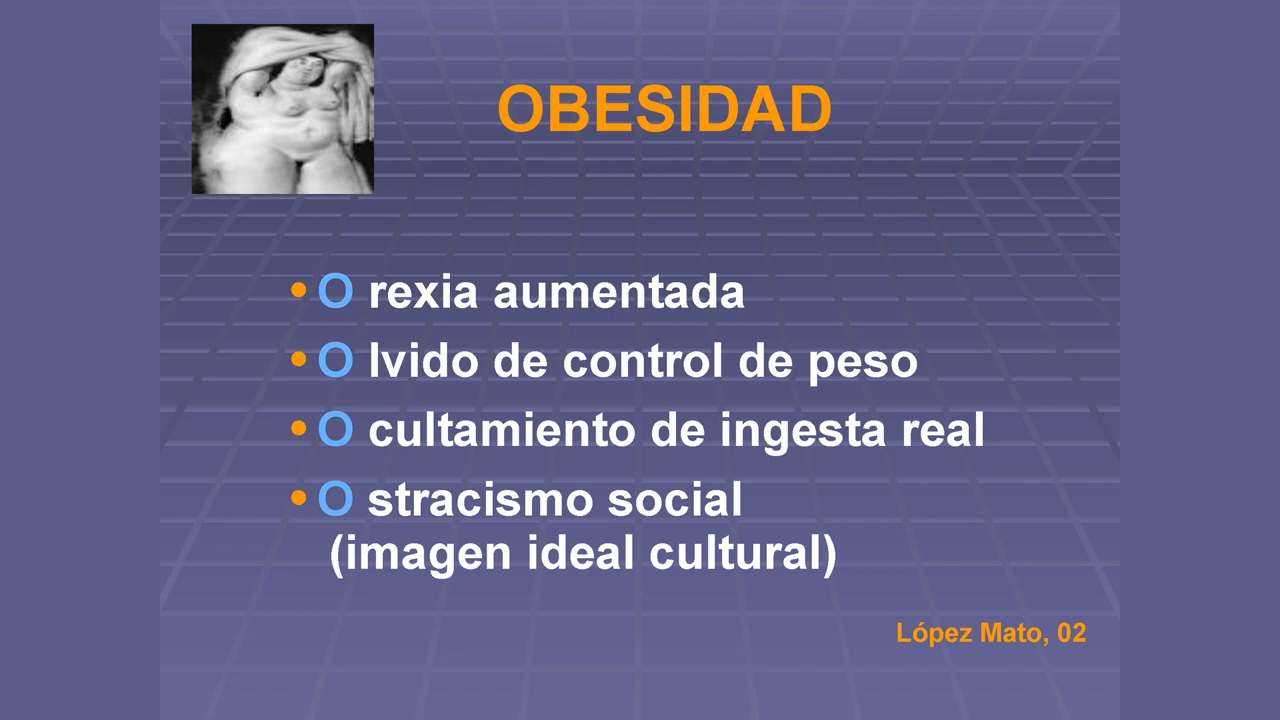 OBESIDAD
• O rexia aumentada
• O lvido de control de peso
• O cultamiento de ingesta real
• O stracismo social
(imagen ideal cultural)
López Mato, 02